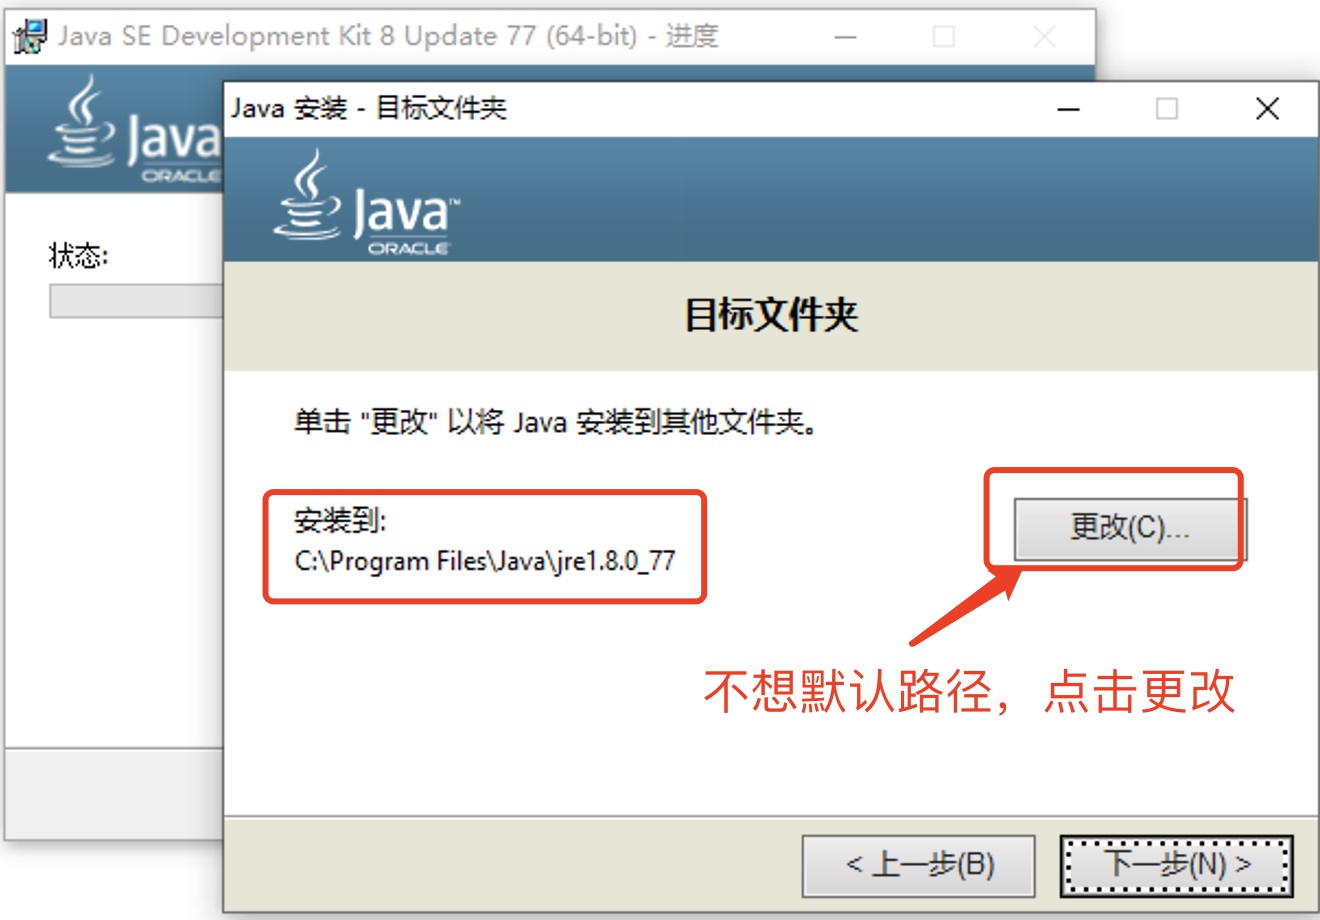 Java SE Development Kit 8 Update 77 (64-bit) - 进度
Java
ORACLE
状态:
Java 安装 - 目标文件夹
Java™
ORACLE
目标文件夹
单击 "更改" 以将 Java 安装到其他文件夹。
安装到:
C:\Program Files\Java\jre1.8.0_77
更改(C)...
不想默认路径，点击更改
< 上一步(B)
下一步(N) >